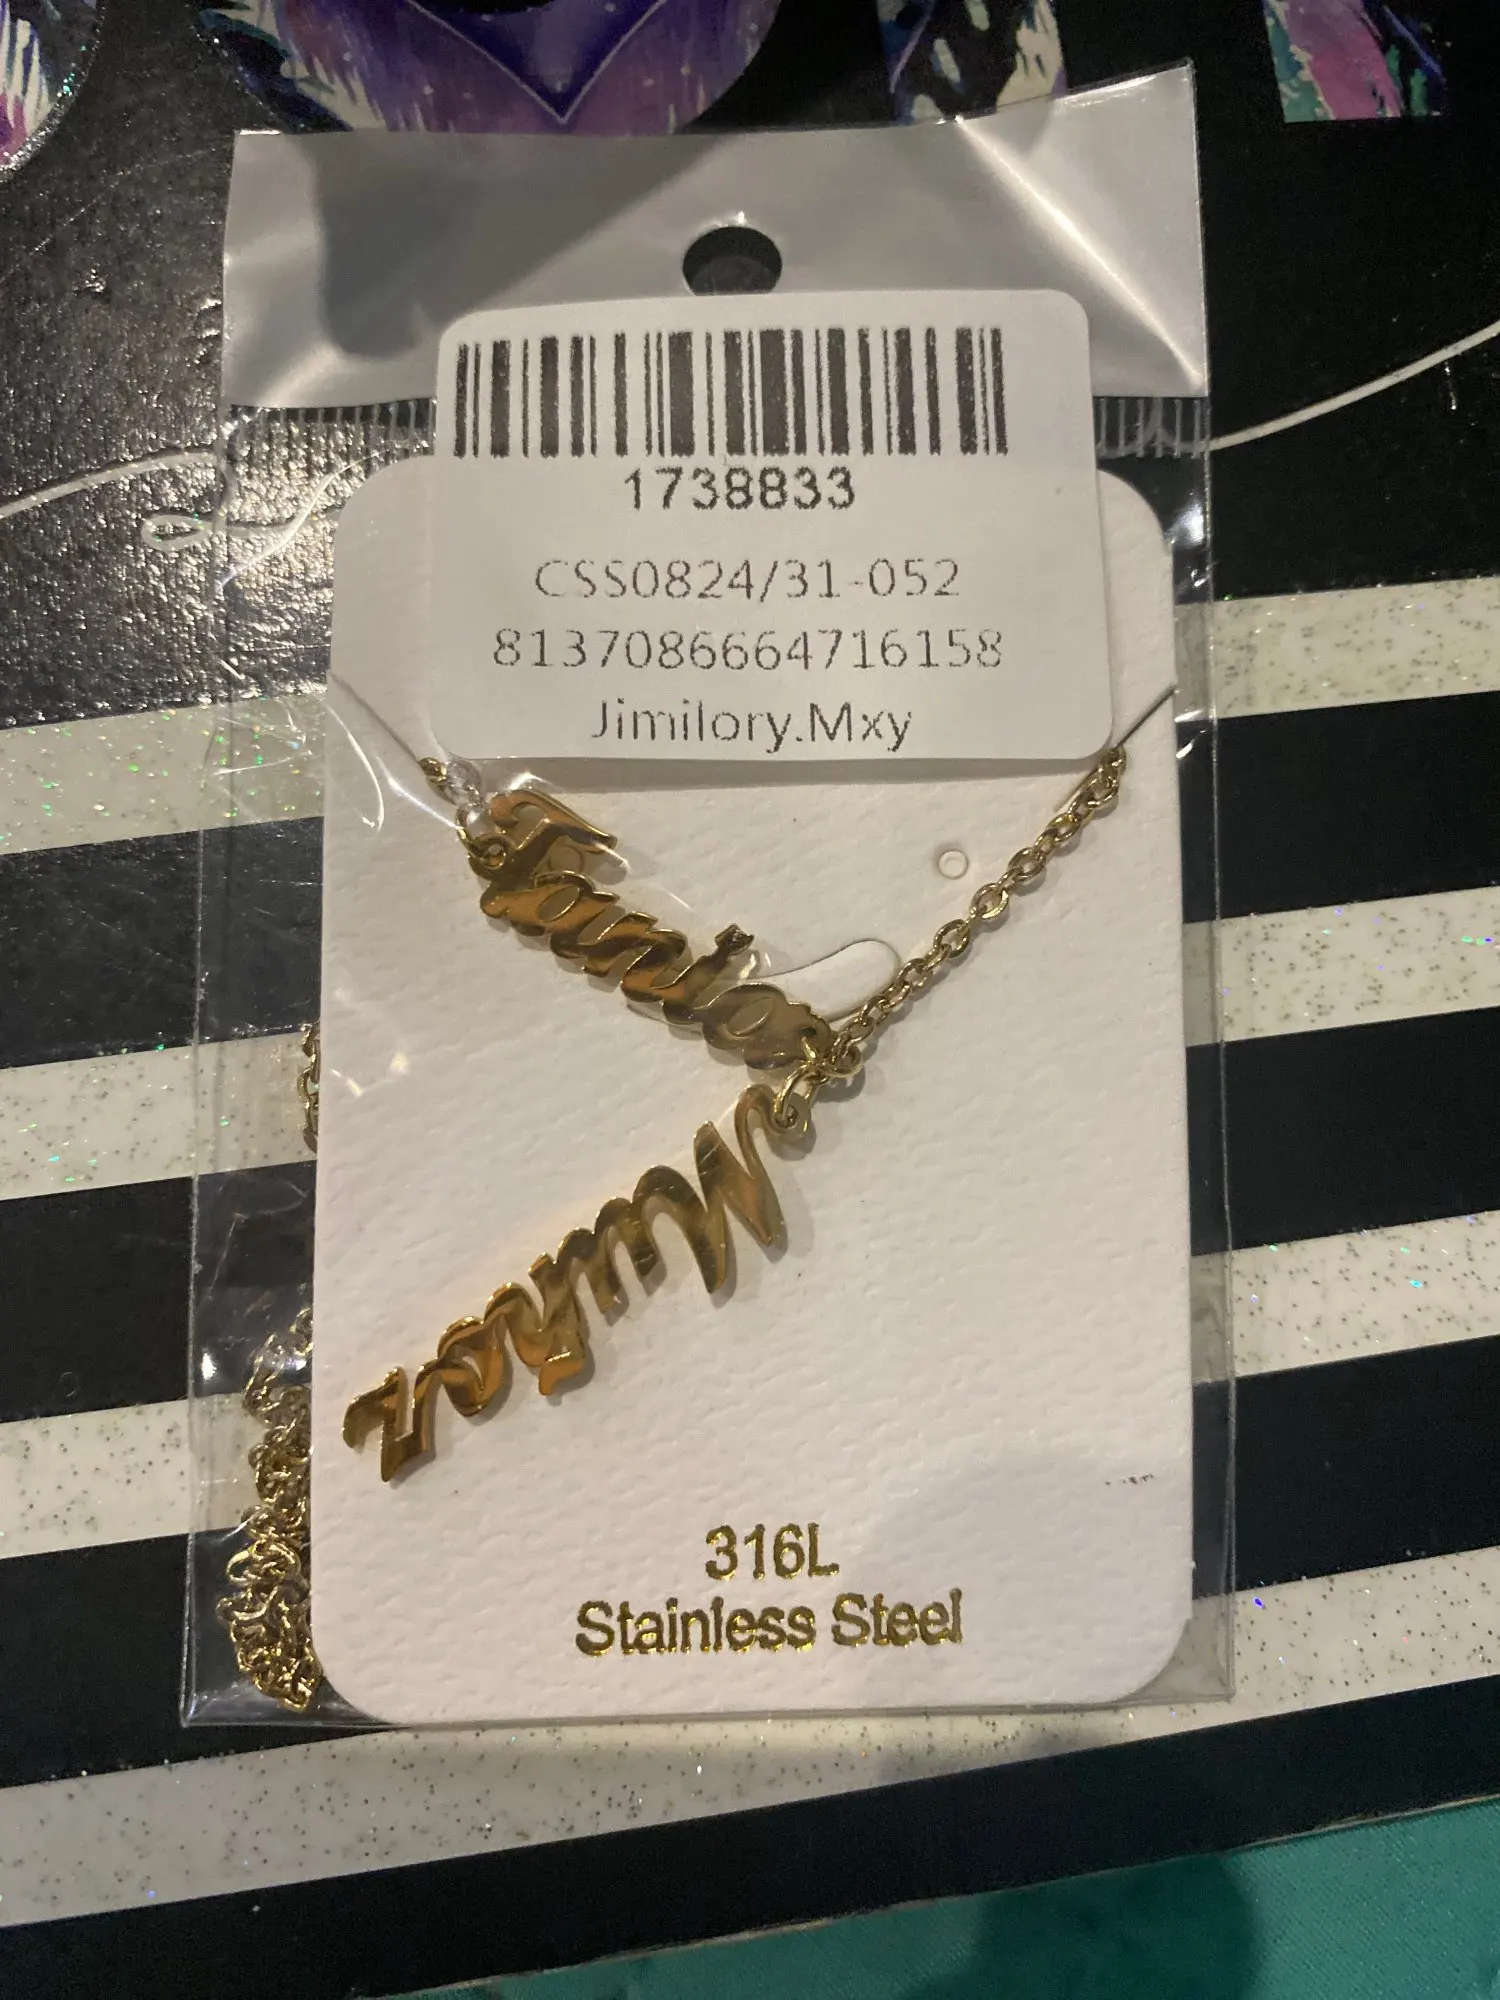 1738833
CSS0824/31-052
8137086664716158
Jimilory.Mxy
316L
Stainless Steel